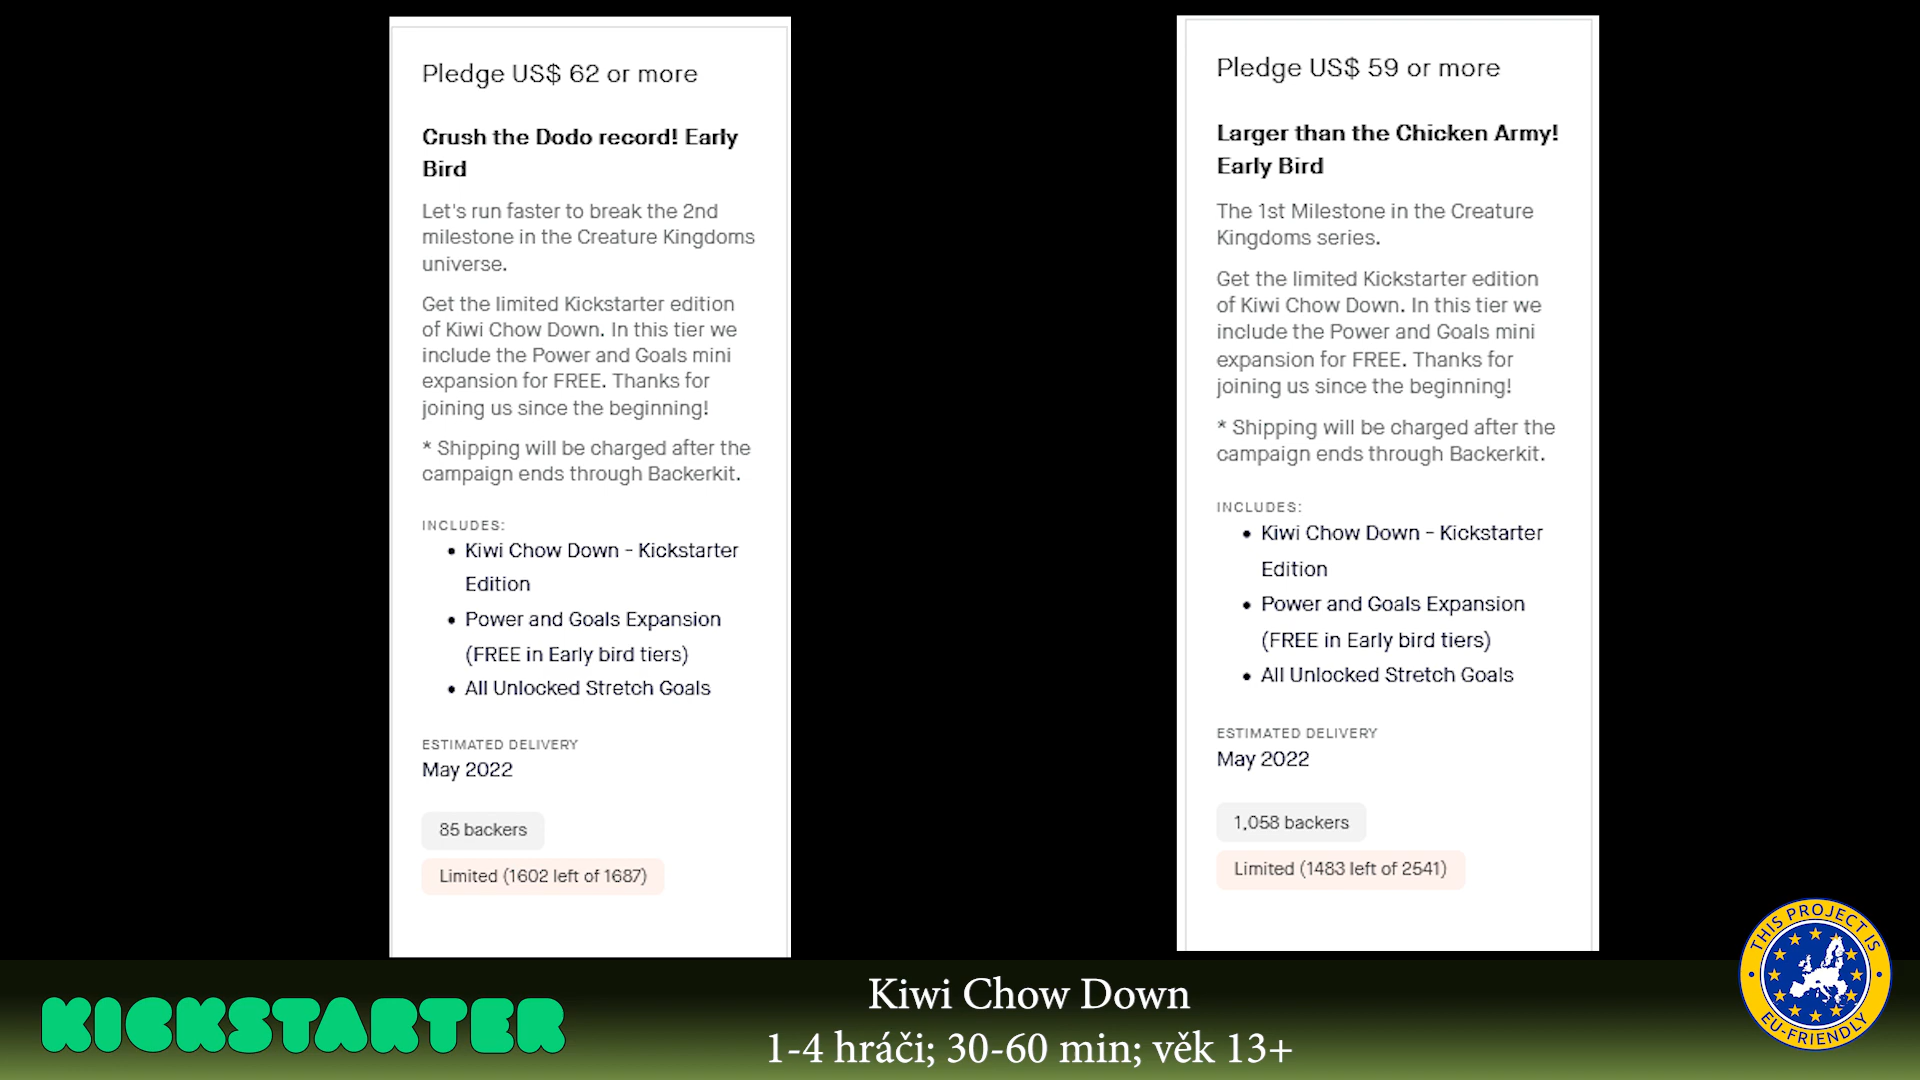 Pledge US$ 62 or more
Crush the Dodo record! Early
Bird
Let's run faster to break the 2nd
milestone in the Creature Kingdoms
universe.
Get the limited Kickstarter edition
of Kiwi Chow Down. In this tier we
include the Power and Goals mini
expansion for FREE. Thanks for
joining us since the beginning!
* Shipping will be charged after the
campaign ends through Backerkit.
INCLUDES:
• Kiwi Chow Down - Kickstarter
Edition
• Power and Goals Expansion
(FREE in Early bird tiers)
• All Unlocked Stretch Goals
ESTIMATED DELIVERY
May 2022
85 backers
Limited (1602 left of 1687)
Pledge US$ 59 or more
Larger than the Chicken Army!
Early Bird
The 1st Milestone in the Creature
Kingdoms series.
Get the limited Kickstarter edition
of Kiwi Chow Down. In this tier we
include the Power and Goals mini
expansion for FREE. Thanks for
joining us since the beginning!
* Shipping will be charged after the
campaign ends through Backerkit.
INCLUDES:
• Kiwi Chow Down - Kickstarter
Edition
• Power and Goals Expansion
(FREE in Early bird tiers)
• All Unlocked Stretch Goals
ESTIMATED DELIVERY
May 2022
1,058 backers
Limited (1483 left of 2541)
KICKSTARTER
Kiwi Chow Down
1-4 hráči; 30-60 min; věk 13+
THIS PROJECT IS
EU-FRIENDLY